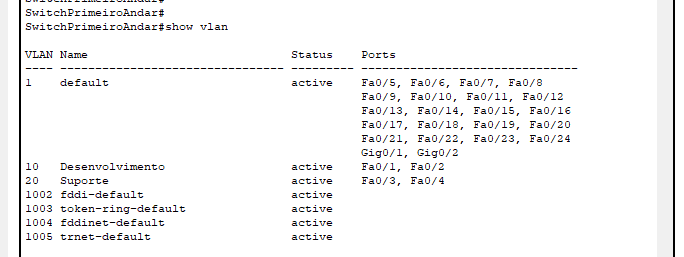 SwitchPrimeiroAndar#
SwitchPrimeiroAndar#
SwitchPrimeiroAndar#show vlan
VLAN Name                             Status    Ports
---- -------------------------------- --------- -------------------------------
1    default                          active    Fa0/5, Fa0/6, Fa0/7, Fa0/8
                                                Fa0/9, Fa0/10, Fa0/11, Fa0/12
                                                Fa0/13, Fa0/14, Fa0/15, Fa0/16
                                                Fa0/17, Fa0/18, Fa0/19, Fa0/20
                                                Fa0/21, Fa0/22, Fa0/23, Fa0/24
                                                Gig0/1, Gig0/2
10   Desenvolvimento                  active    Fa0/1, Fa0/2
20   Suporte                          active    Fa0/3, Fa0/4
1002 fddi-default                     active
1003 token-ring-default               active
1004 fddinet-default                  active
1005 trnet-default                    active